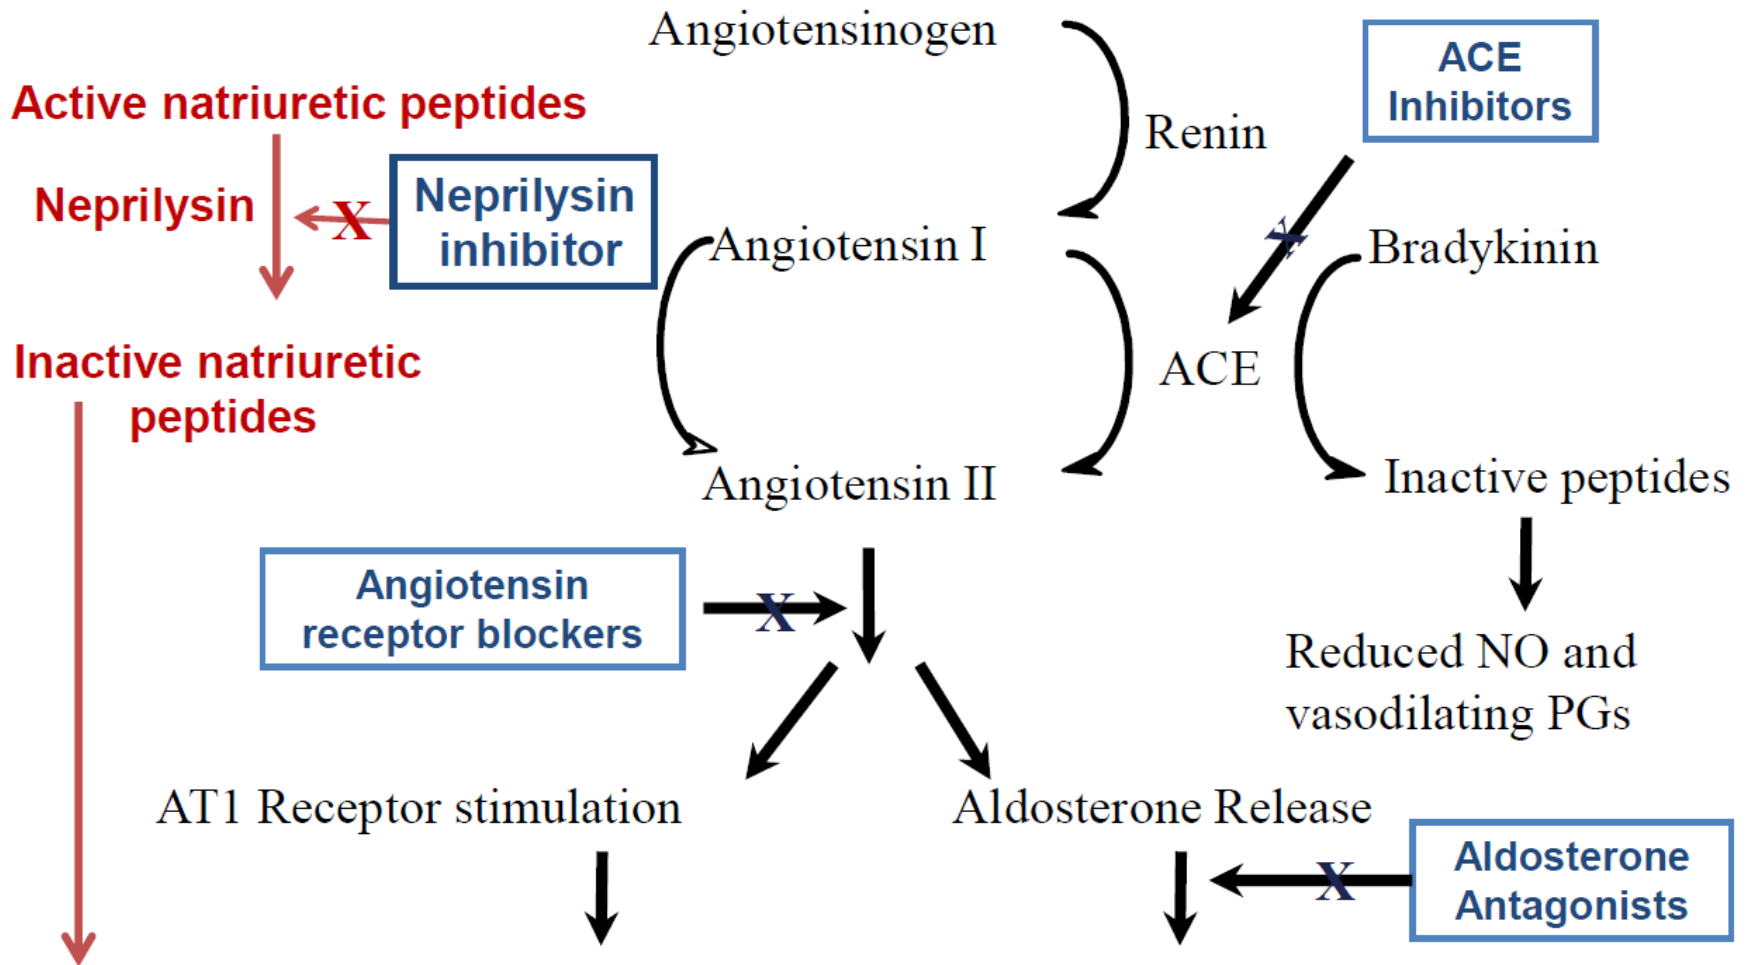 Angiotensinogen
ACE
Inhibitors
Active natriuretic peptides
Renin
Neprilysin
X
Neprilysin
inhibitor
Angiotensin I
X
Bradykinin
Inactive natriuretic
peptides
ACE
Angiotensin II
Inactive peptides
Angiotensin
receptor blockers
X
Reduced NO and
vasodilating PGs
AT1 Receptor stimulation
Aldosterone Release
X
Aldosterone
Antagonists